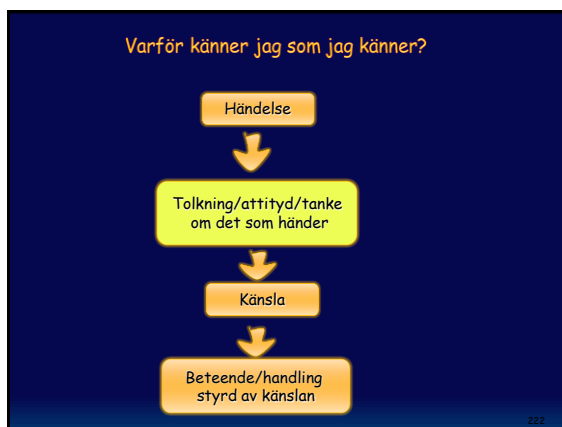 Varför känner jag som jag känner?
Händelse
Tolkning/attityd/tanke
om det som händer
Känsla
Beteende/handling
styrd av känslan
222